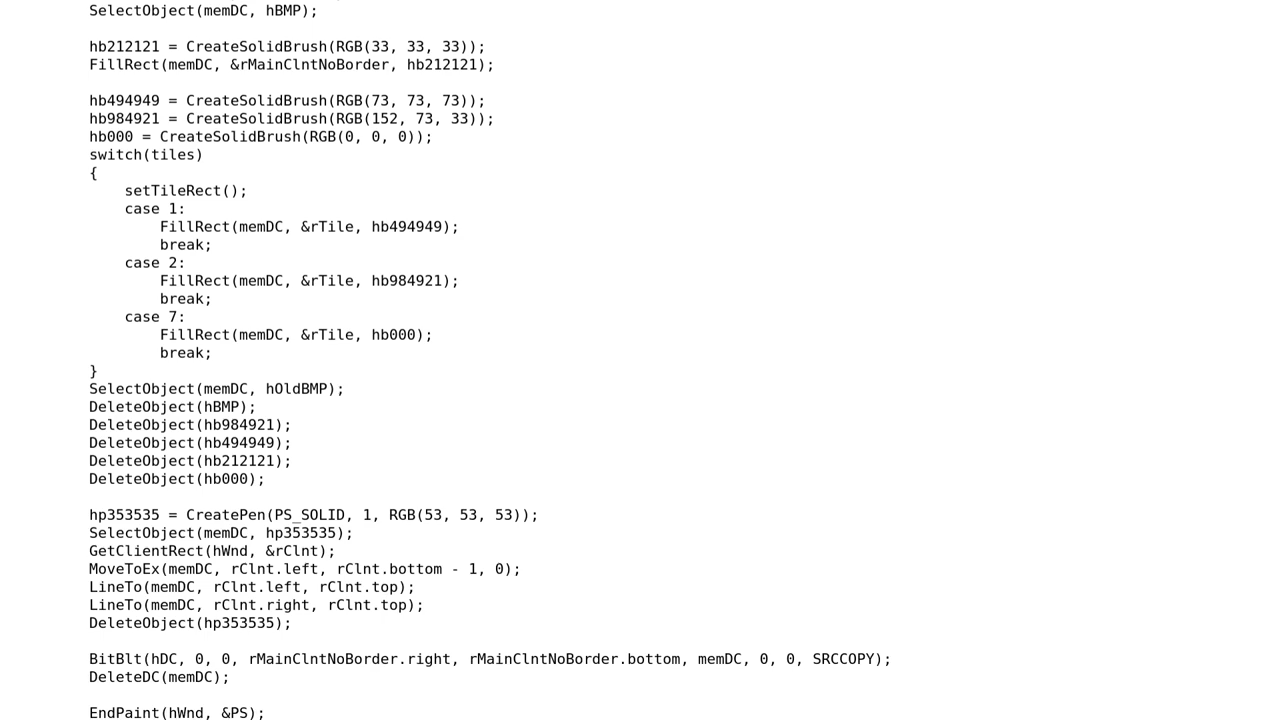 SelectObject(memDC, hBMP);
hb212121 = CreateSolidBrush(RGB(33, 33, 33));
FillRect(memDC, &rMainClntNoBorder, hb212121);
hb494949 = CreateSolidBrush(RGB(73, 73, 73));
hb984921 = CreateSolidBrush(RGB(152, 73, 33));
hb000 = CreateSolidBrush(RGB(0, 0, 0));
switch(tiles)
{
    setTileRect();
    case 1:
        FillRect(memDC, &rTile, hb494949);
        break;
    case 2:
        FillRect(memDC, &rTile, hb984921);
        break;
    case 7:
        FillRect(memDC, &rTile, hb000);
        break;
}
SelectObject(memDC, hOldBMP);
DeleteObject(hBMP);
DeleteObject(hb984921);
DeleteObject(hb494949);
DeleteObject(hb212121);
DeleteObject(hb000);
hp353535 = CreatePen(PS_SOLID, 1, RGB(53, 53, 53));
SelectObject(memDC, hp353535);
GetClientRect(hWnd, &rClnt);
MoveToEx(memDC, rClnt.left, rClnt.bottom - 1, 0);
LineTo(memDC, rClnt.left, rClnt.top);
LineTo(memDC, rClnt.right, rClnt.top);
DeleteObject(hp353535);
BitBlt(hDC, 0, 0, rMainClntNoBorder.right, rMainClntNoBorder.bottom, memDC, 0, 0, SRCCOPY);
DeleteDC(memDC);
EndPaint(hWnd, &PS);